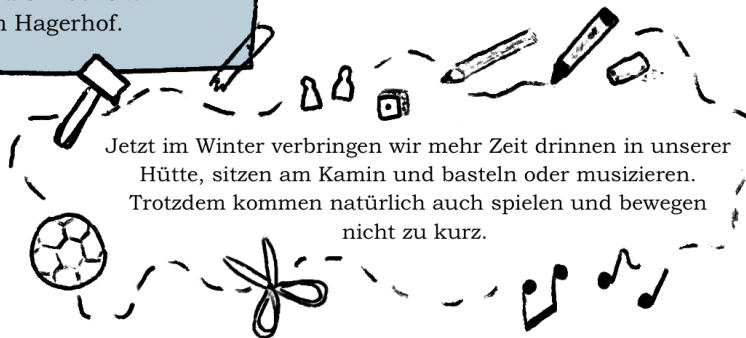 Hagerhof.
Jetzt im Winter verbringen wir mehr Zeit drinnen in unserer
Hütte, sitzen am Kamin und basteln oder musizieren.
Trotzdem kommen natürlich auch spielen und bewegen
nicht zu kurz.